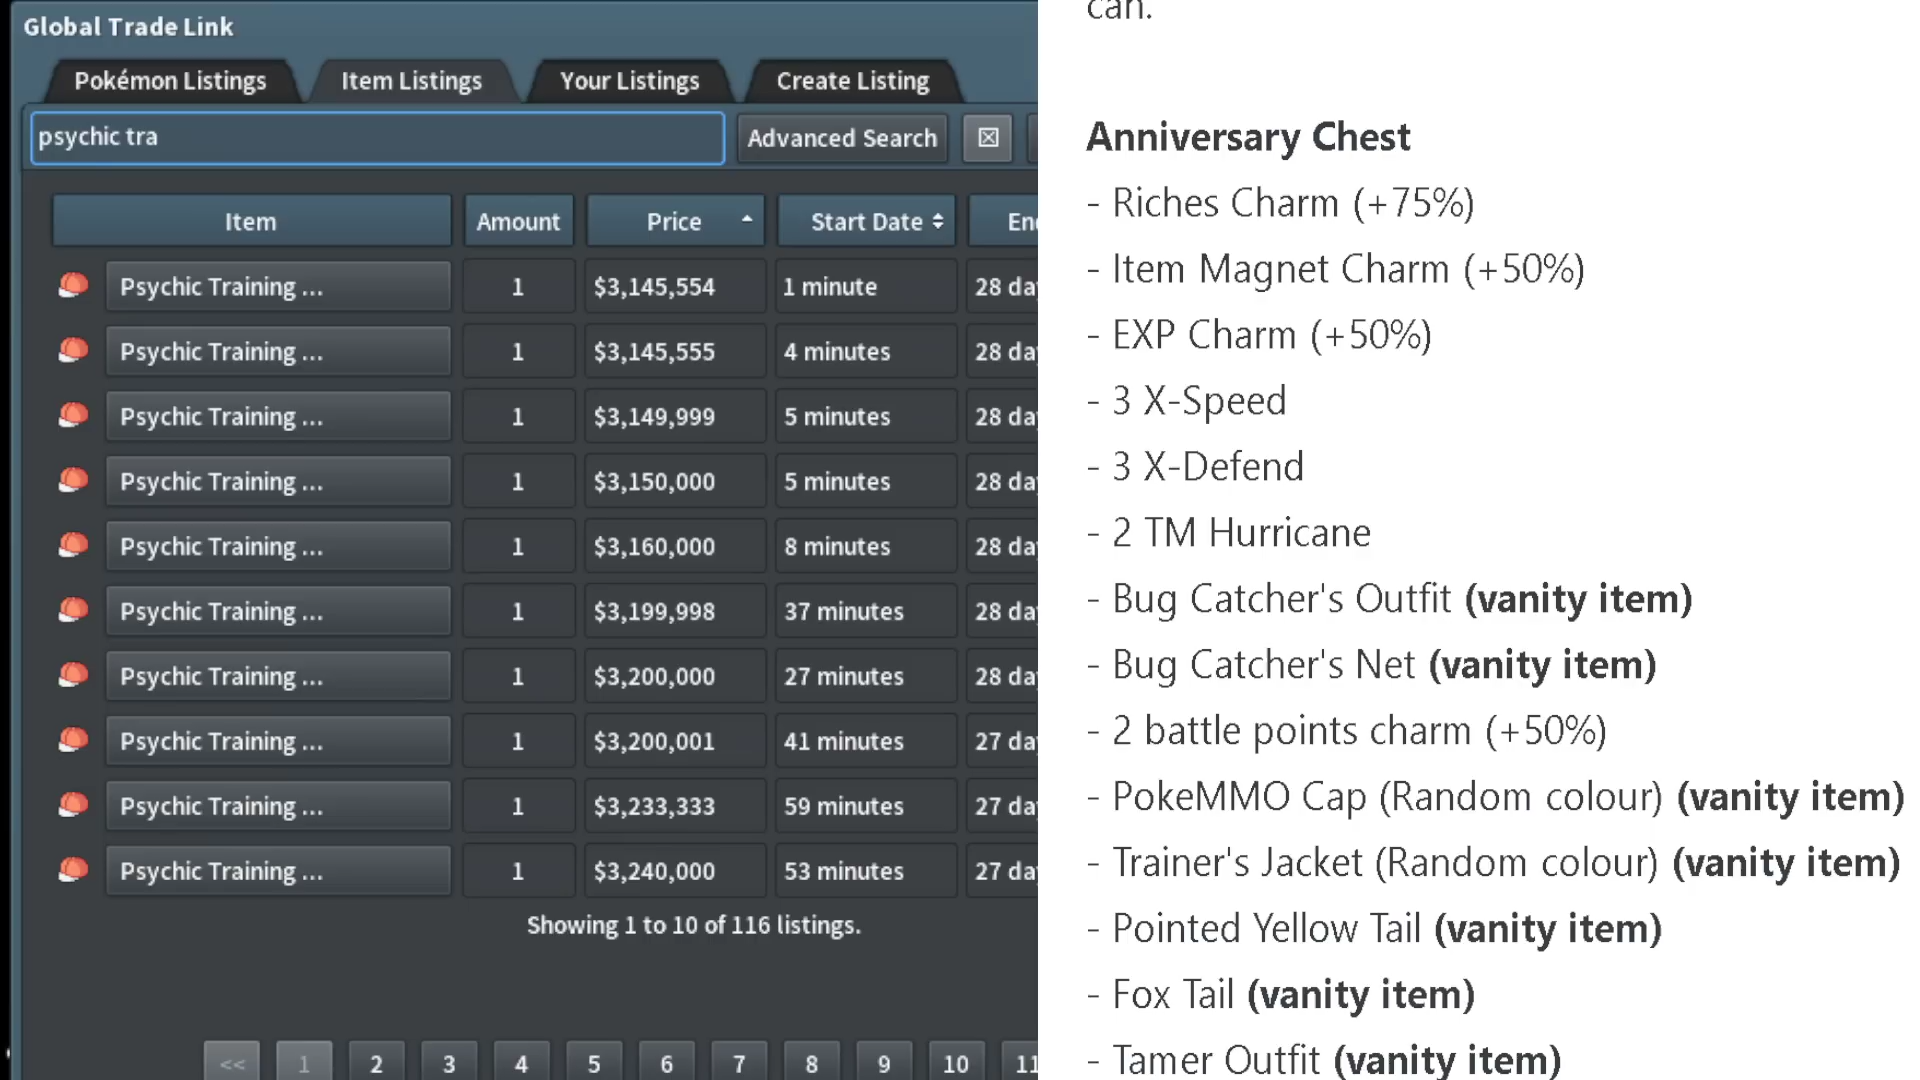 Global Trade Link
Pokémon Listings Item Listings Your Listings Create Listing
psychic tra Advanced Search
Item Amount Price Start Date En
Psychic Training ... 1 $3,145,554 1 minute 28 da
Psychic Training ... 1 $3,145,555 4 minutes 28 da
Psychic Training ... 1 $3,149,999 5 minutes 28 da
Psychic Training ... 1 $3,150,000 5 minutes 28 da
Psychic Training ... 1 $3,160,000 8 minutes 28 da
Psychic Training ... 1 $3,199,998 37 minutes 28 da
Psychic Training ... 1 $3,200,000 27 minutes 28 da
Psychic Training ... 1 $3,200,001 41 minutes 27 da
Psychic Training ... 1 $3,233,333 59 minutes 27 da
Psychic Training ... 1 $3,240,000 53 minutes 27 da
Showing 1 to 10 of 116 listings.
<< 1 2 3 4 5 6 7 8 9 10 11
can.
Anniversary Chest
- Riches Charm (+75%)
- Item Magnet Charm (+50%)
- EXP Charm (+50%)
- 3 X-Speed
- 3 X-Defend
- 2 TM Hurricane
- Bug Catcher's Outfit (vanity item)
- Bug Catcher's Net (vanity item)
- 2 battle points charm (+50%)
- PokeMMO Cap (Random colour) (vanity item)
- Trainer's Jacket (Random colour) (vanity item)
- Pointed Yellow Tail (vanity item)
- Fox Tail (vanity item)
- Tamer Outfit (vanity item)